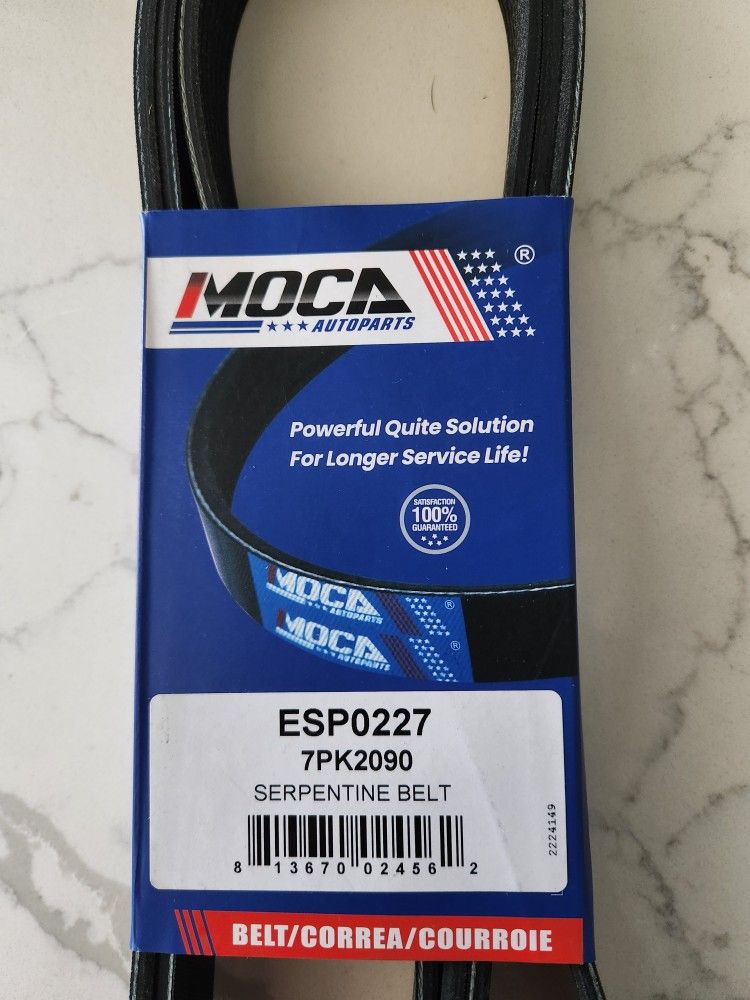 MOCA
AUTOPARTS
®
Powerful Quite Solution
For Longer Service Life!
SATISFACTION
100%
GUARANTEED
MOCA
AUTOPARTS
®
MOCA
AUTOPARTS
®
ESP0227
7PK2090
SERPENTINE BELT
8 13670 02456 2
2224149
BELT/CORREA/COURROIE